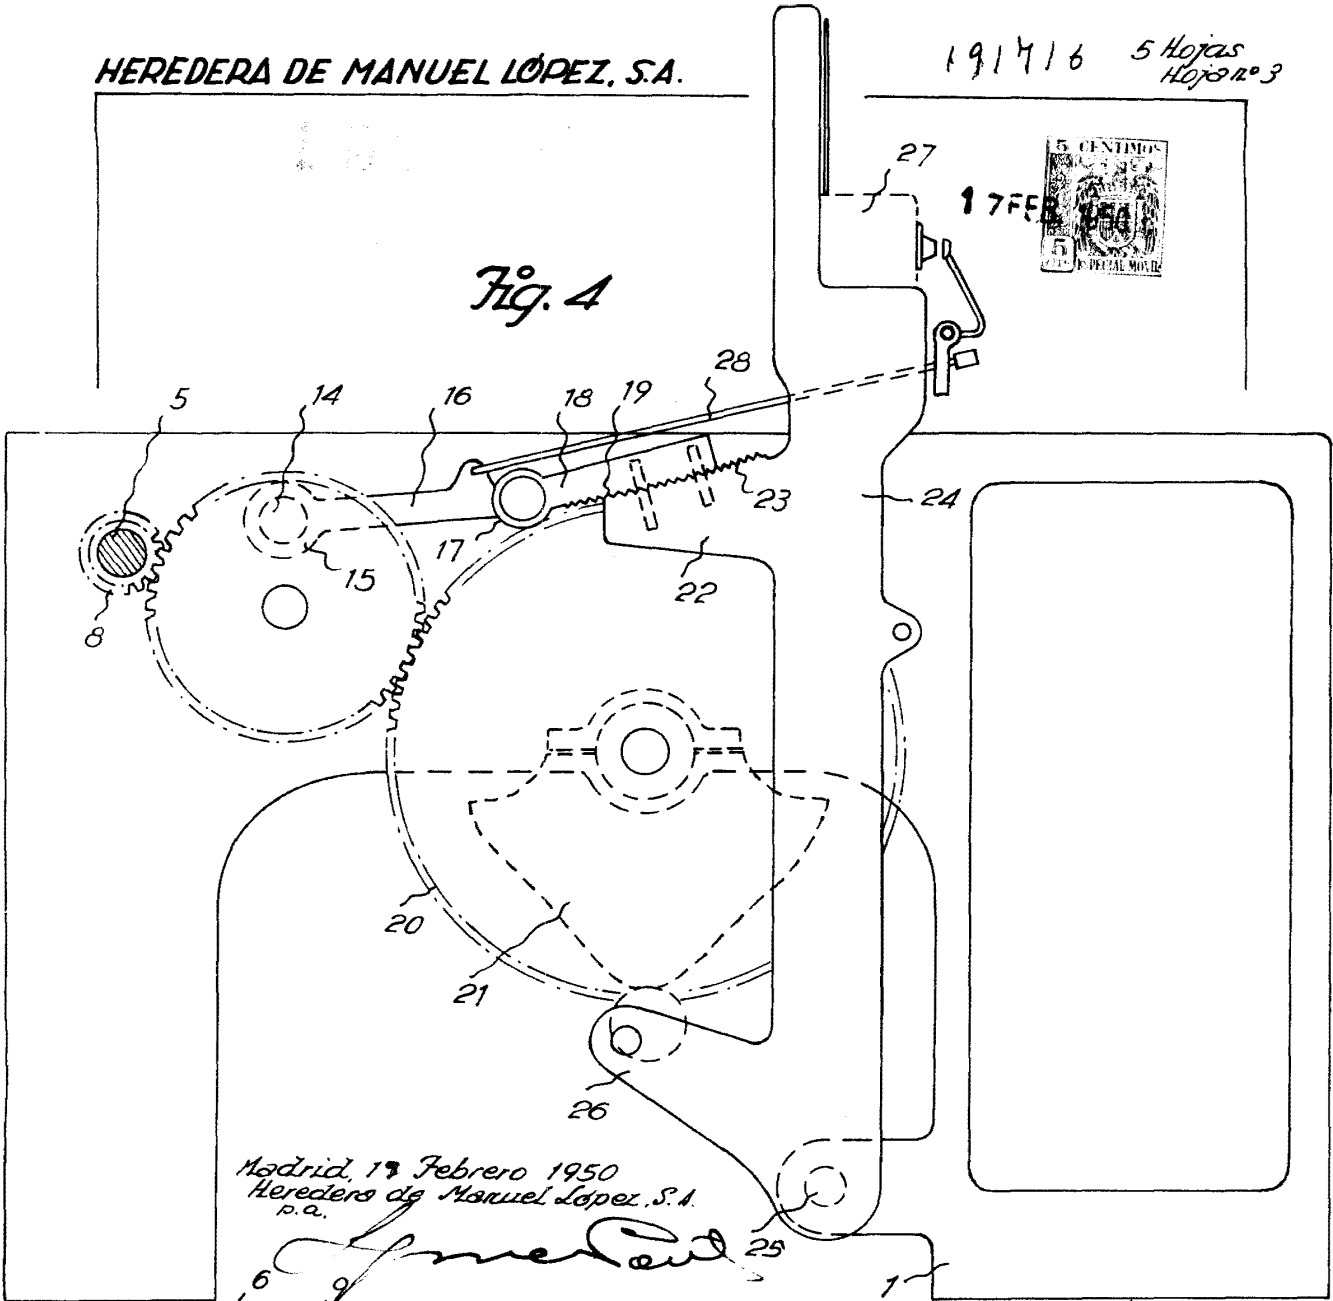 HEREDERA DE MANUEL LÓPEZ, S.A.
191716
5 Hojas
Hoja nº 3
5 CENTIMOS
17 FEB. 1950
5
ESPECIAL MOVIL
Fig. 4
27
28
5
14
16
18
19
17
15
23
24
22
8
20
21
26
25
1
Madrid, 17 Febrero 1950
Heredera de Manuel López, S.A.
p.a.
6
9